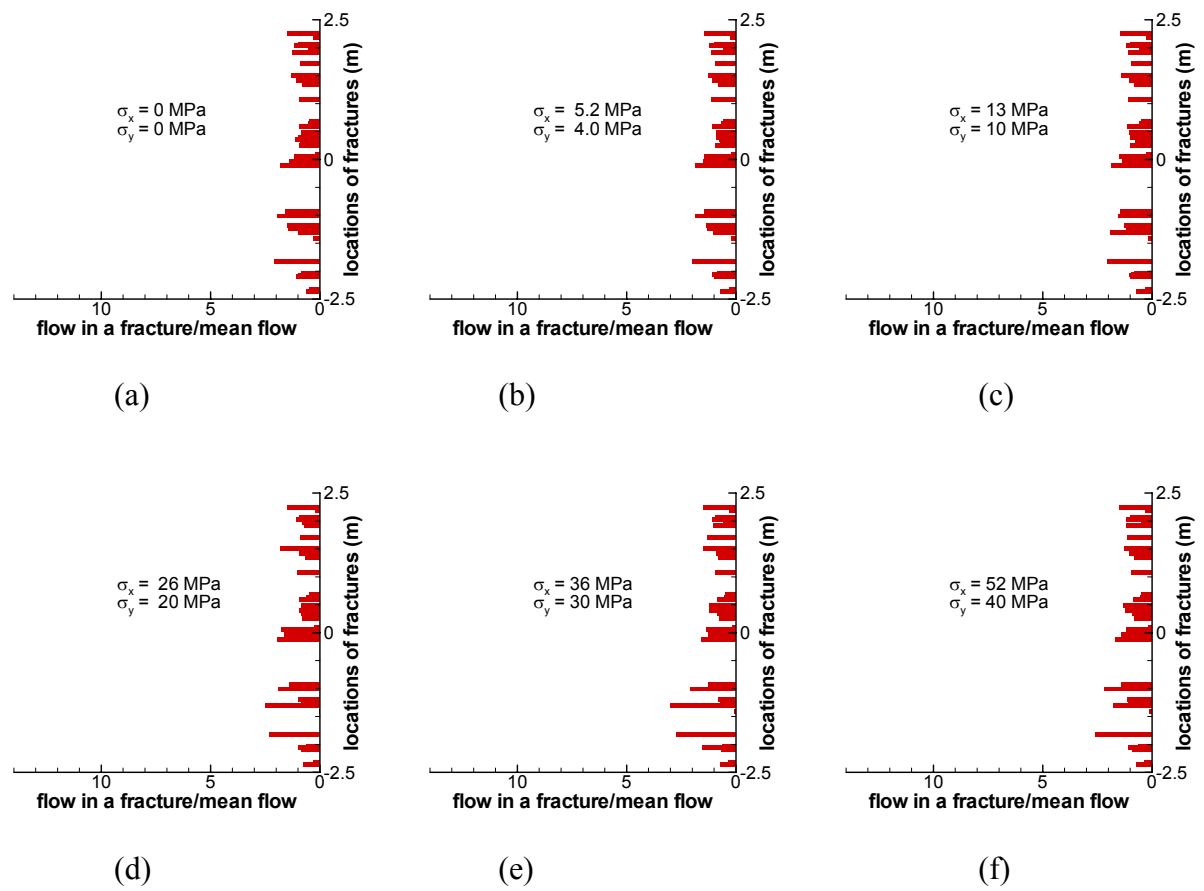 2.5
σx = 0 MPa
σy = 0 MPa
0
locations of fractures (m)
-2.5
10 5 0
flow in a fracture/mean flow
(a)
2.5
σx = 5.2 MPa
σy = 4.0 MPa
0
locations of fractures (m)
-2.5
10 5 0
flow in a fracture/mean flow
(b)
2.5
σx = 13 MPa
σy = 10 MPa
0
locations of fractures (m)
-2.5
10 5 0
flow in a fracture/mean flow
(c)
2.5
σx = 26 MPa
σy = 20 MPa
0
locations of fractures (m)
-2.5
10 5 0
flow in a fracture/mean flow
(d)
2.5
σx = 36 MPa
σy = 30 MPa
0
locations of fractures (m)
-2.5
10 5 0
flow in a fracture/mean flow
(e)
2.5
σx = 52 MPa
σy = 40 MPa
0
locations of fractures (m)
-2.5
10 5 0
flow in a fracture/mean flow
(f)